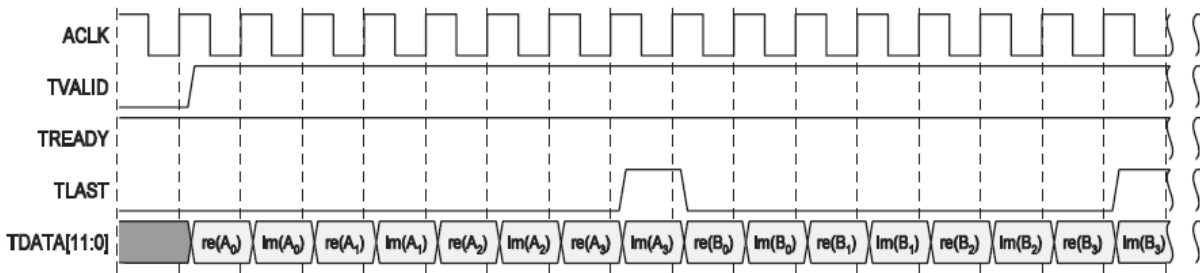 ACLK
TVALID
TREADY
TLAST
TDATA[11:0] re(A0) Im(A0) re(A1) Im(A1) re(A2) Im(A2) re(A3) Im(A3) re(B0) Im(B0) re(B1) Im(B1) re(B2) Im(B2) re(B3) Im(B3)